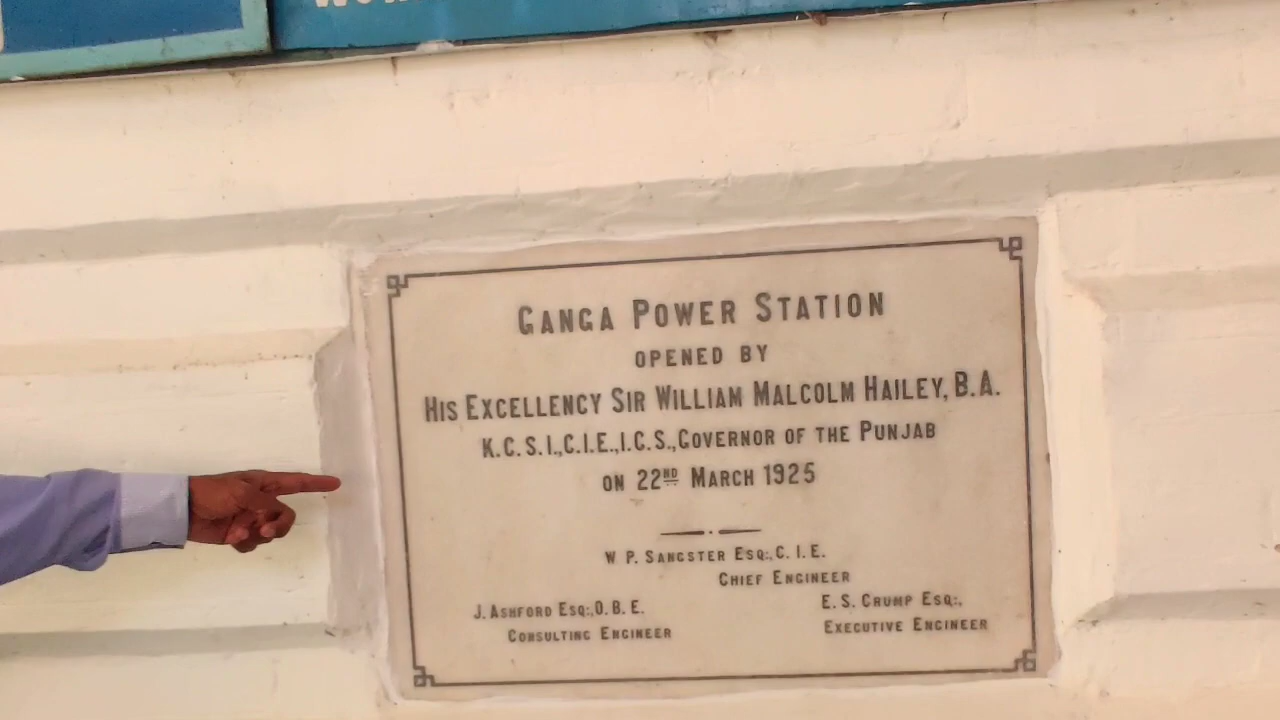 GANGA POWER STATION
OPENED BY
HIS EXCELLENCY SIR WILLIAM MALCOLM HAILEY, B.A.
K.C.S.I.,C.I.E.,I.C.S.,GOVERNOR OF THE PUNJAB
ON 22ND MARCH 1925
W P. SANGSTER ESQ:,C.I.E.
CHIEF ENGINEER
J. ASHFORD ESQ:,O.B.E.
CONSULTING ENGINEER
E.S. CRUMP ESQ:,
EXECUTIVE ENGINEER